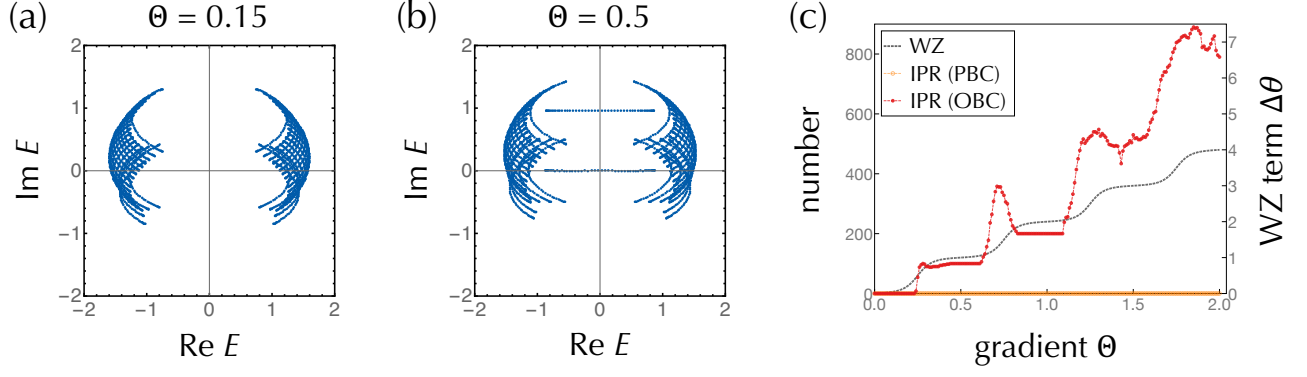 (a) Θ = 0.15
2
1
0
−1
−2
−2 −1 0 1 2
Im E
Re E
(b) Θ = 0.5
2
1
0
−1
−2
−2 −1 0 1 2
Im E
Re E
(c)
800
600
400
200
0
number
WZ
IPR (PBC)
IPR (OBC)
7
6
5
4
3
2
1
0
WZ term Δθ
0.0 0.5 1.0 1.5 2.0
gradient Θ